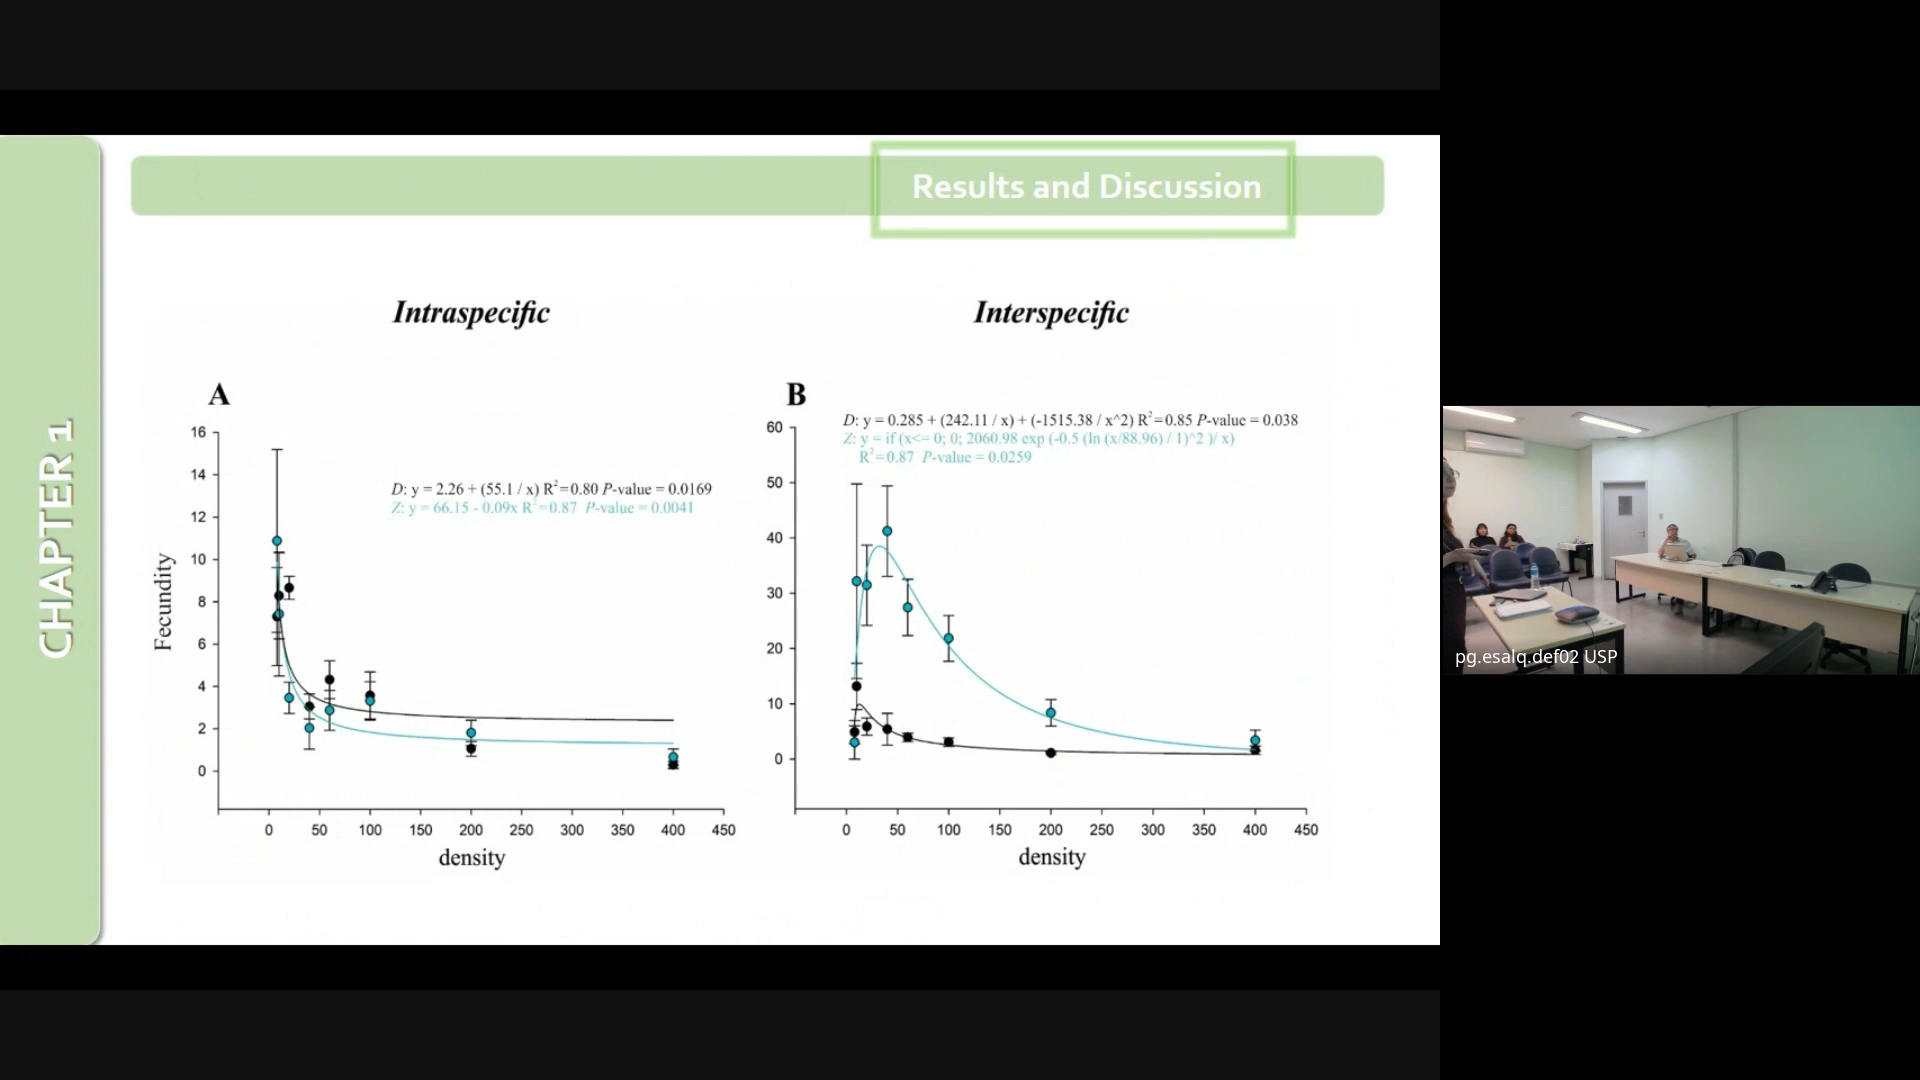 Results and Discussion
CHAPTER 1
Intraspecific
Interspecific
A
D: y = 2.26 + (55.1 / x) R²=0.80 P-value = 0.0169
Z: y = 66.15 - 0.09x R²=0.87 P-value = 0.0041
Fecundity
16
14
12
10
8
6
4
2
0
0 50 100 150 200 250 300 350 400 450
density
B
D: y = 0.285 + (242.11 / x) + (-1515.38 / x^2) R²=0.85 P-value = 0.038
Z: y = if (x<= 0; 0; 2060.98 exp (-0.5 (ln (x/88.96) / 1)^2 )/ x)
R²=0.87 P-value = 0.0259
60
50
40
30
20
10
0
0 50 100 150 200 250 300 350 400 450
density
pg.esalq.def02 USP